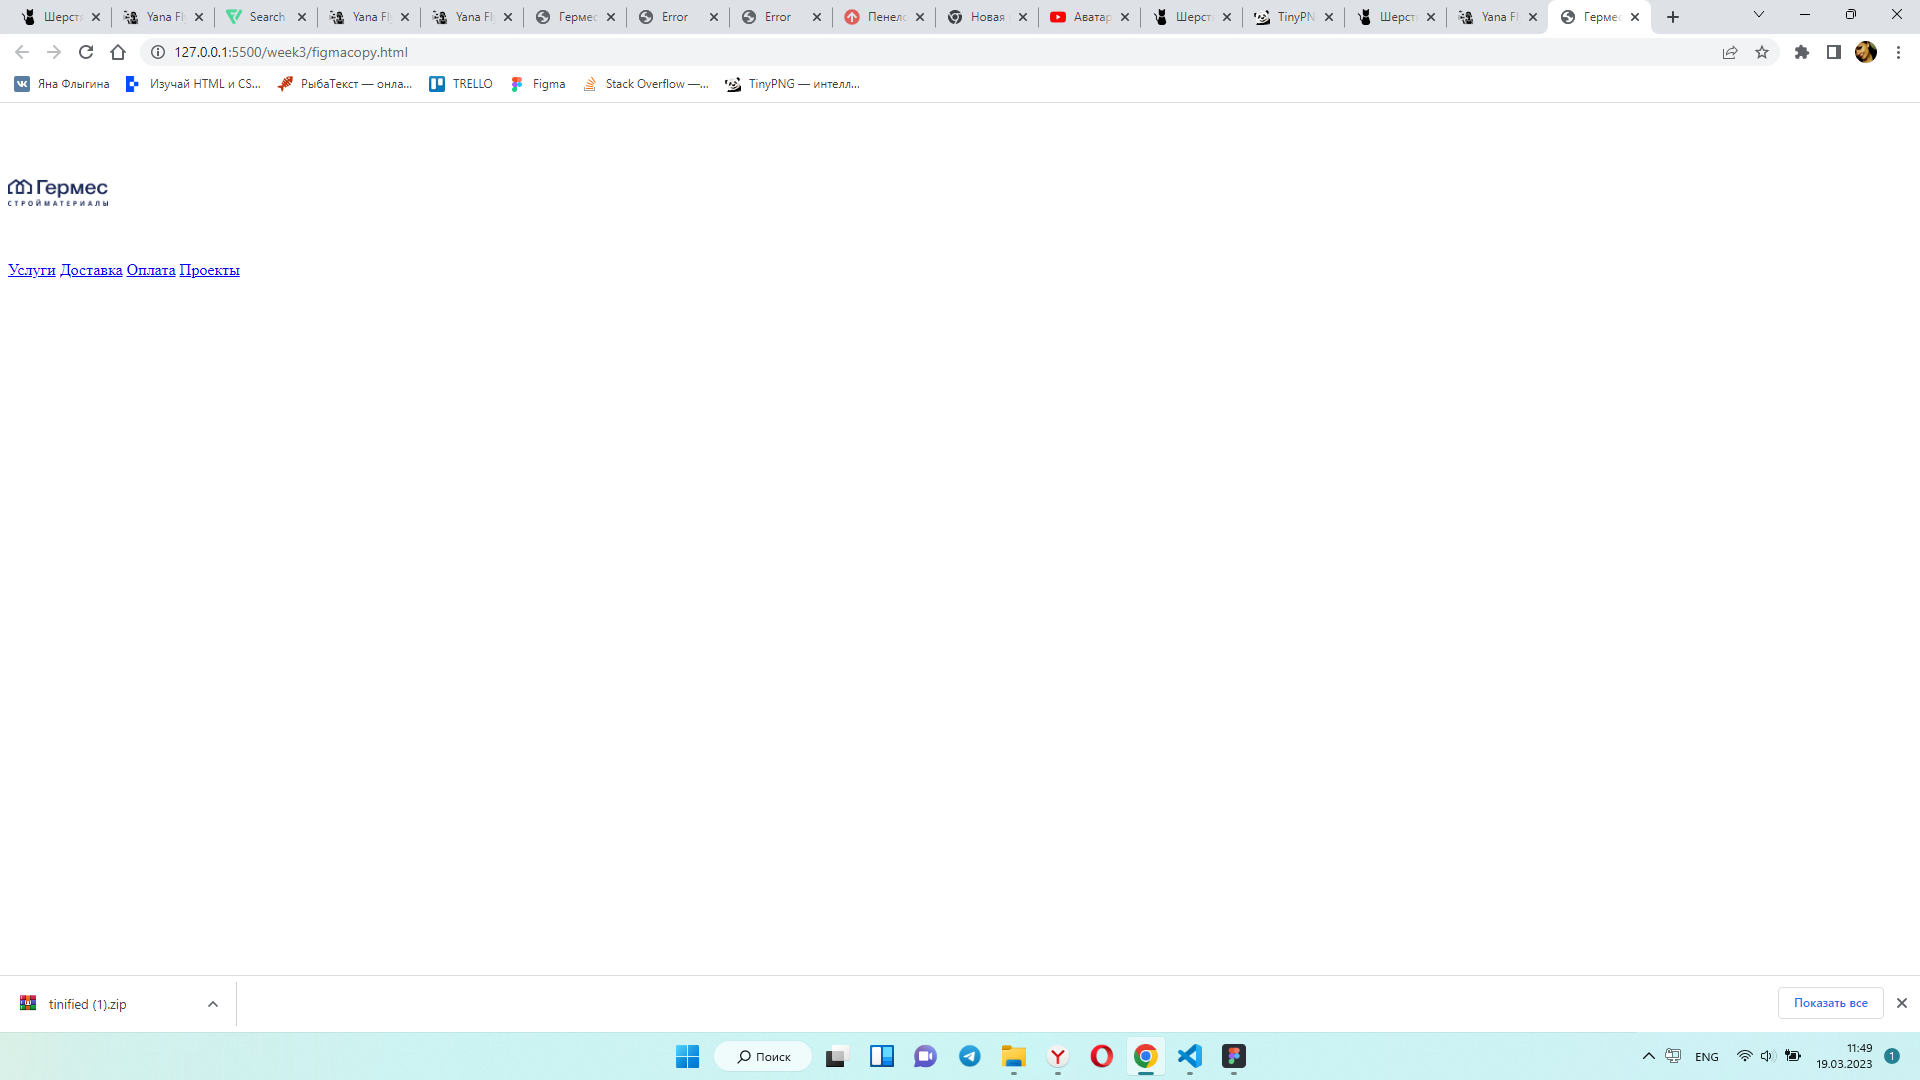 Шерст Yana Fl Search Yana Fl Yana Fl Гермес Error Error Пенело Новая Аватар Шерст TinyPN Шерст Yana Fl Гермес
127.0.0.1:5500/week3/figmacopy.html
Яна Флыгина Изучай HTML и CS... РыбаТекст — онла... TRELLO Figma Stack Overflow —... TinyPNG — интелл...
Гермес
СТРОЙМАТЕРИАЛЫ
Услуги Доставка Оплата Проекты
tinified (1).zip Показать все
Поиск
ENG
11:49
19.03.2023
1